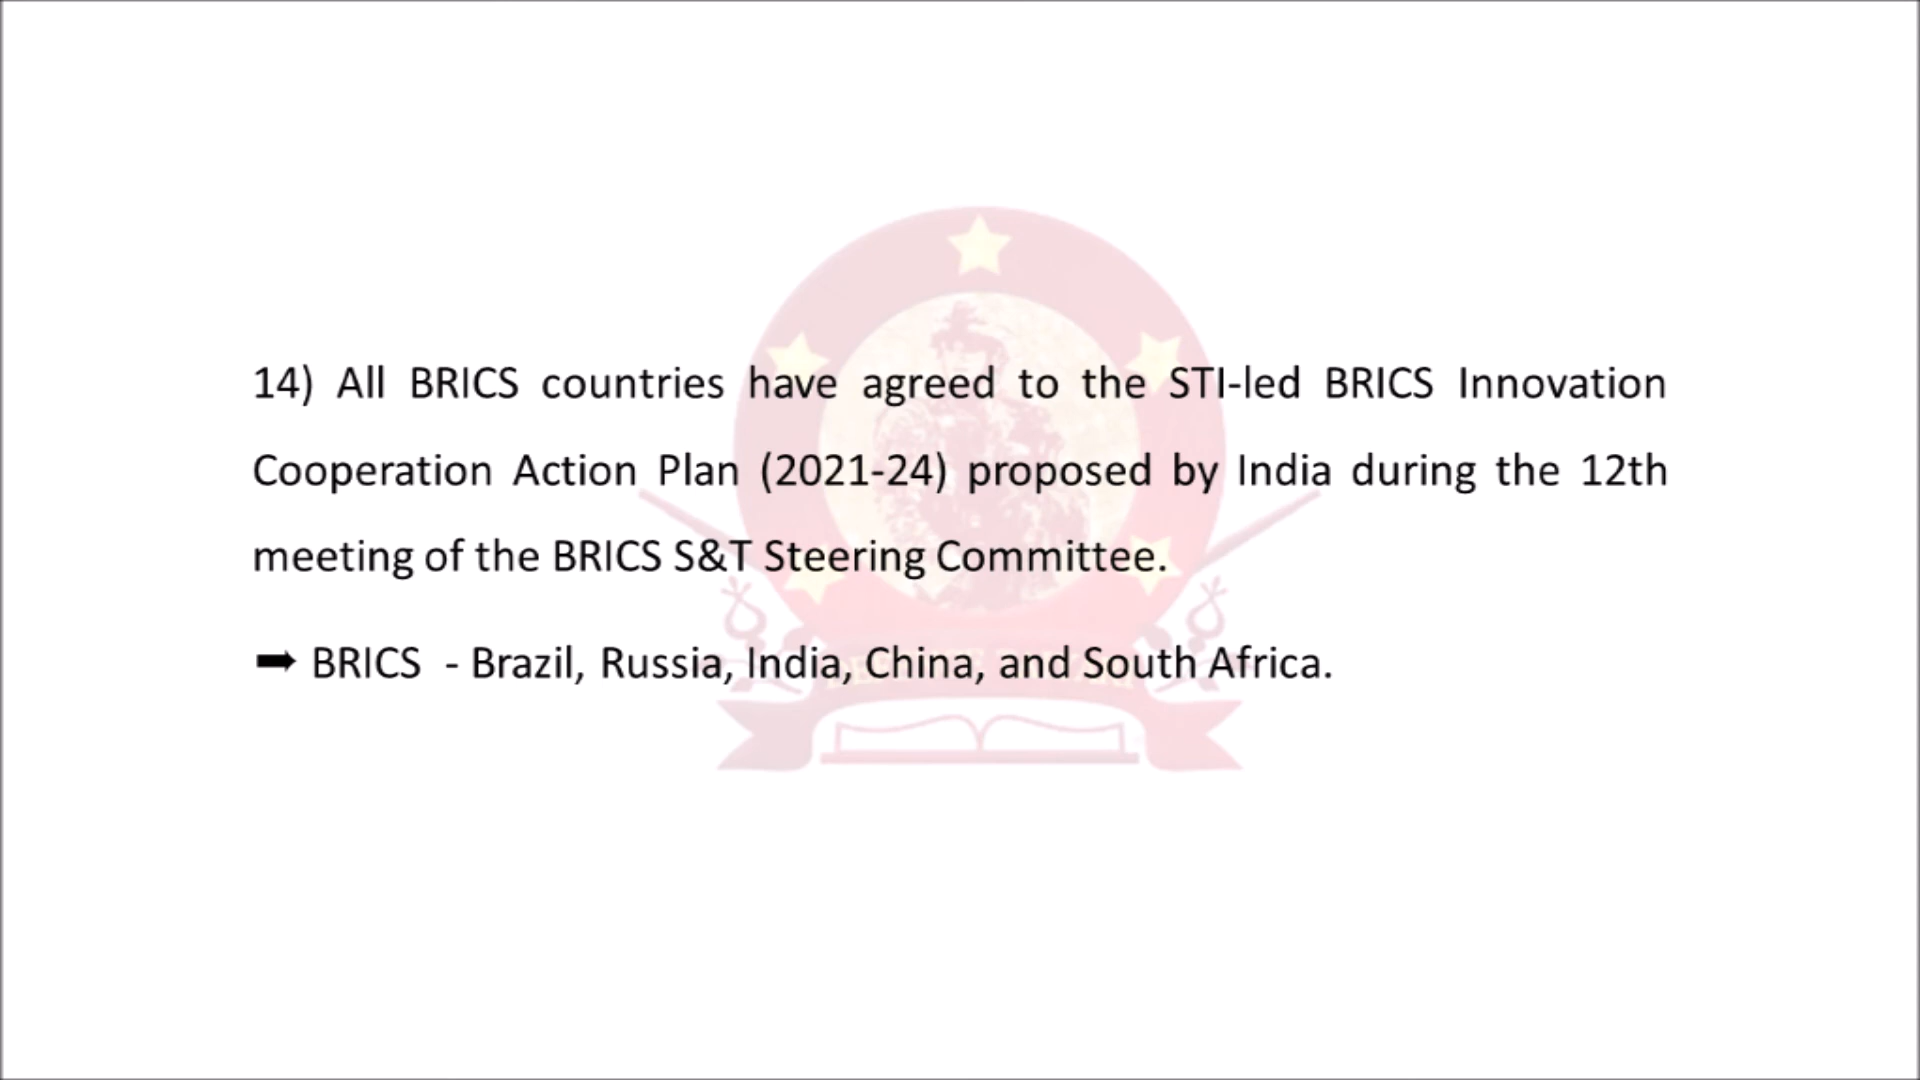 14) All BRICS countries have agreed to the STI-led BRICS Innovation
Cooperation Action Plan (2021-24) proposed by India during the 12th
meeting of the BRICS S&T Steering Committee.
➡ BRICS - Brazil, Russia, India, China, and South Africa.